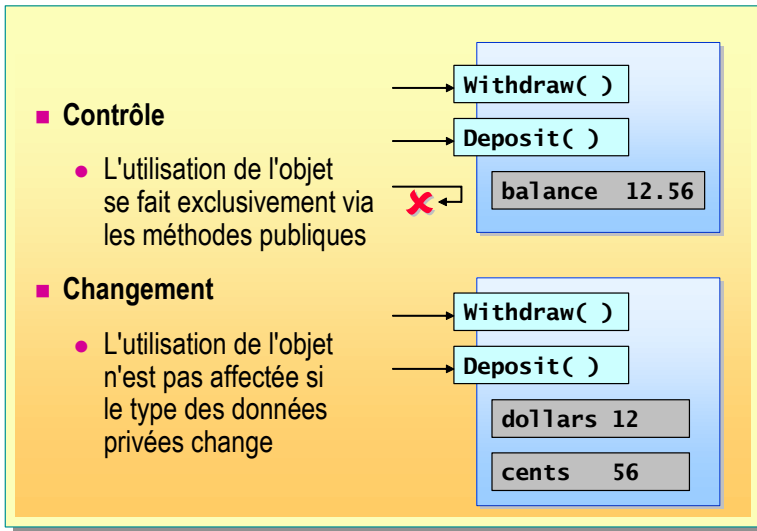 Contrôle
L'utilisation de l'objet
se fait exclusivement via
les méthodes publiques
Withdraw( )
Deposit( )
balance 12.56
Changement
L'utilisation de l'objet
n'est pas affectée si
le type des données
privées change
Withdraw( )
Deposit( )
dollars 12
cents 56